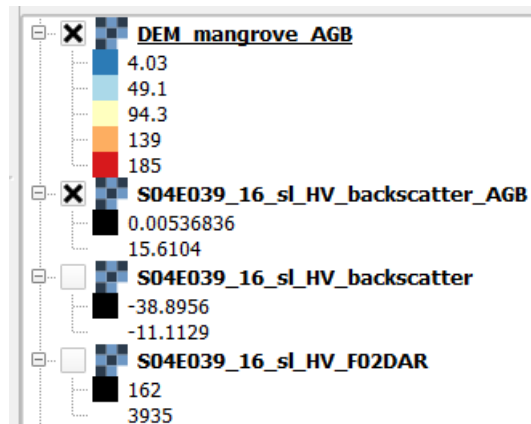 DEM_mangrove_AGB
4.03
49.1
94.3
139
185
S04E039_16_sl_HV_backscatter_AGB
0.00536836
15.6104
S04E039_16_sl_HV_backscatter
-38.8956
-11.1129
S04E039_16_sl_HV_F02DAR
162
3935